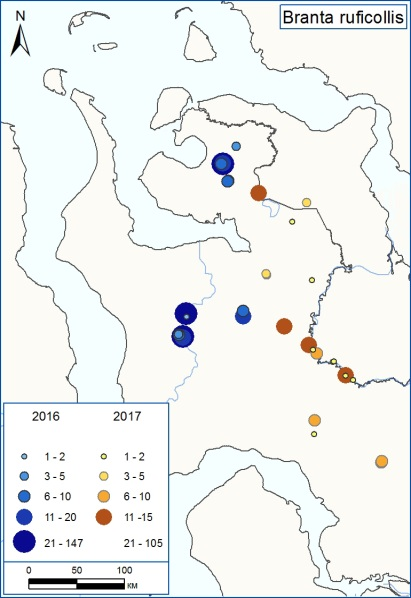 Branta ruficollis
N
2016 2017
1 - 2 1 - 2
3 - 5 3 - 5
6 - 10 6 - 10
11 - 20 11 -15
21 - 147 21 - 105
0 50 100
КМ